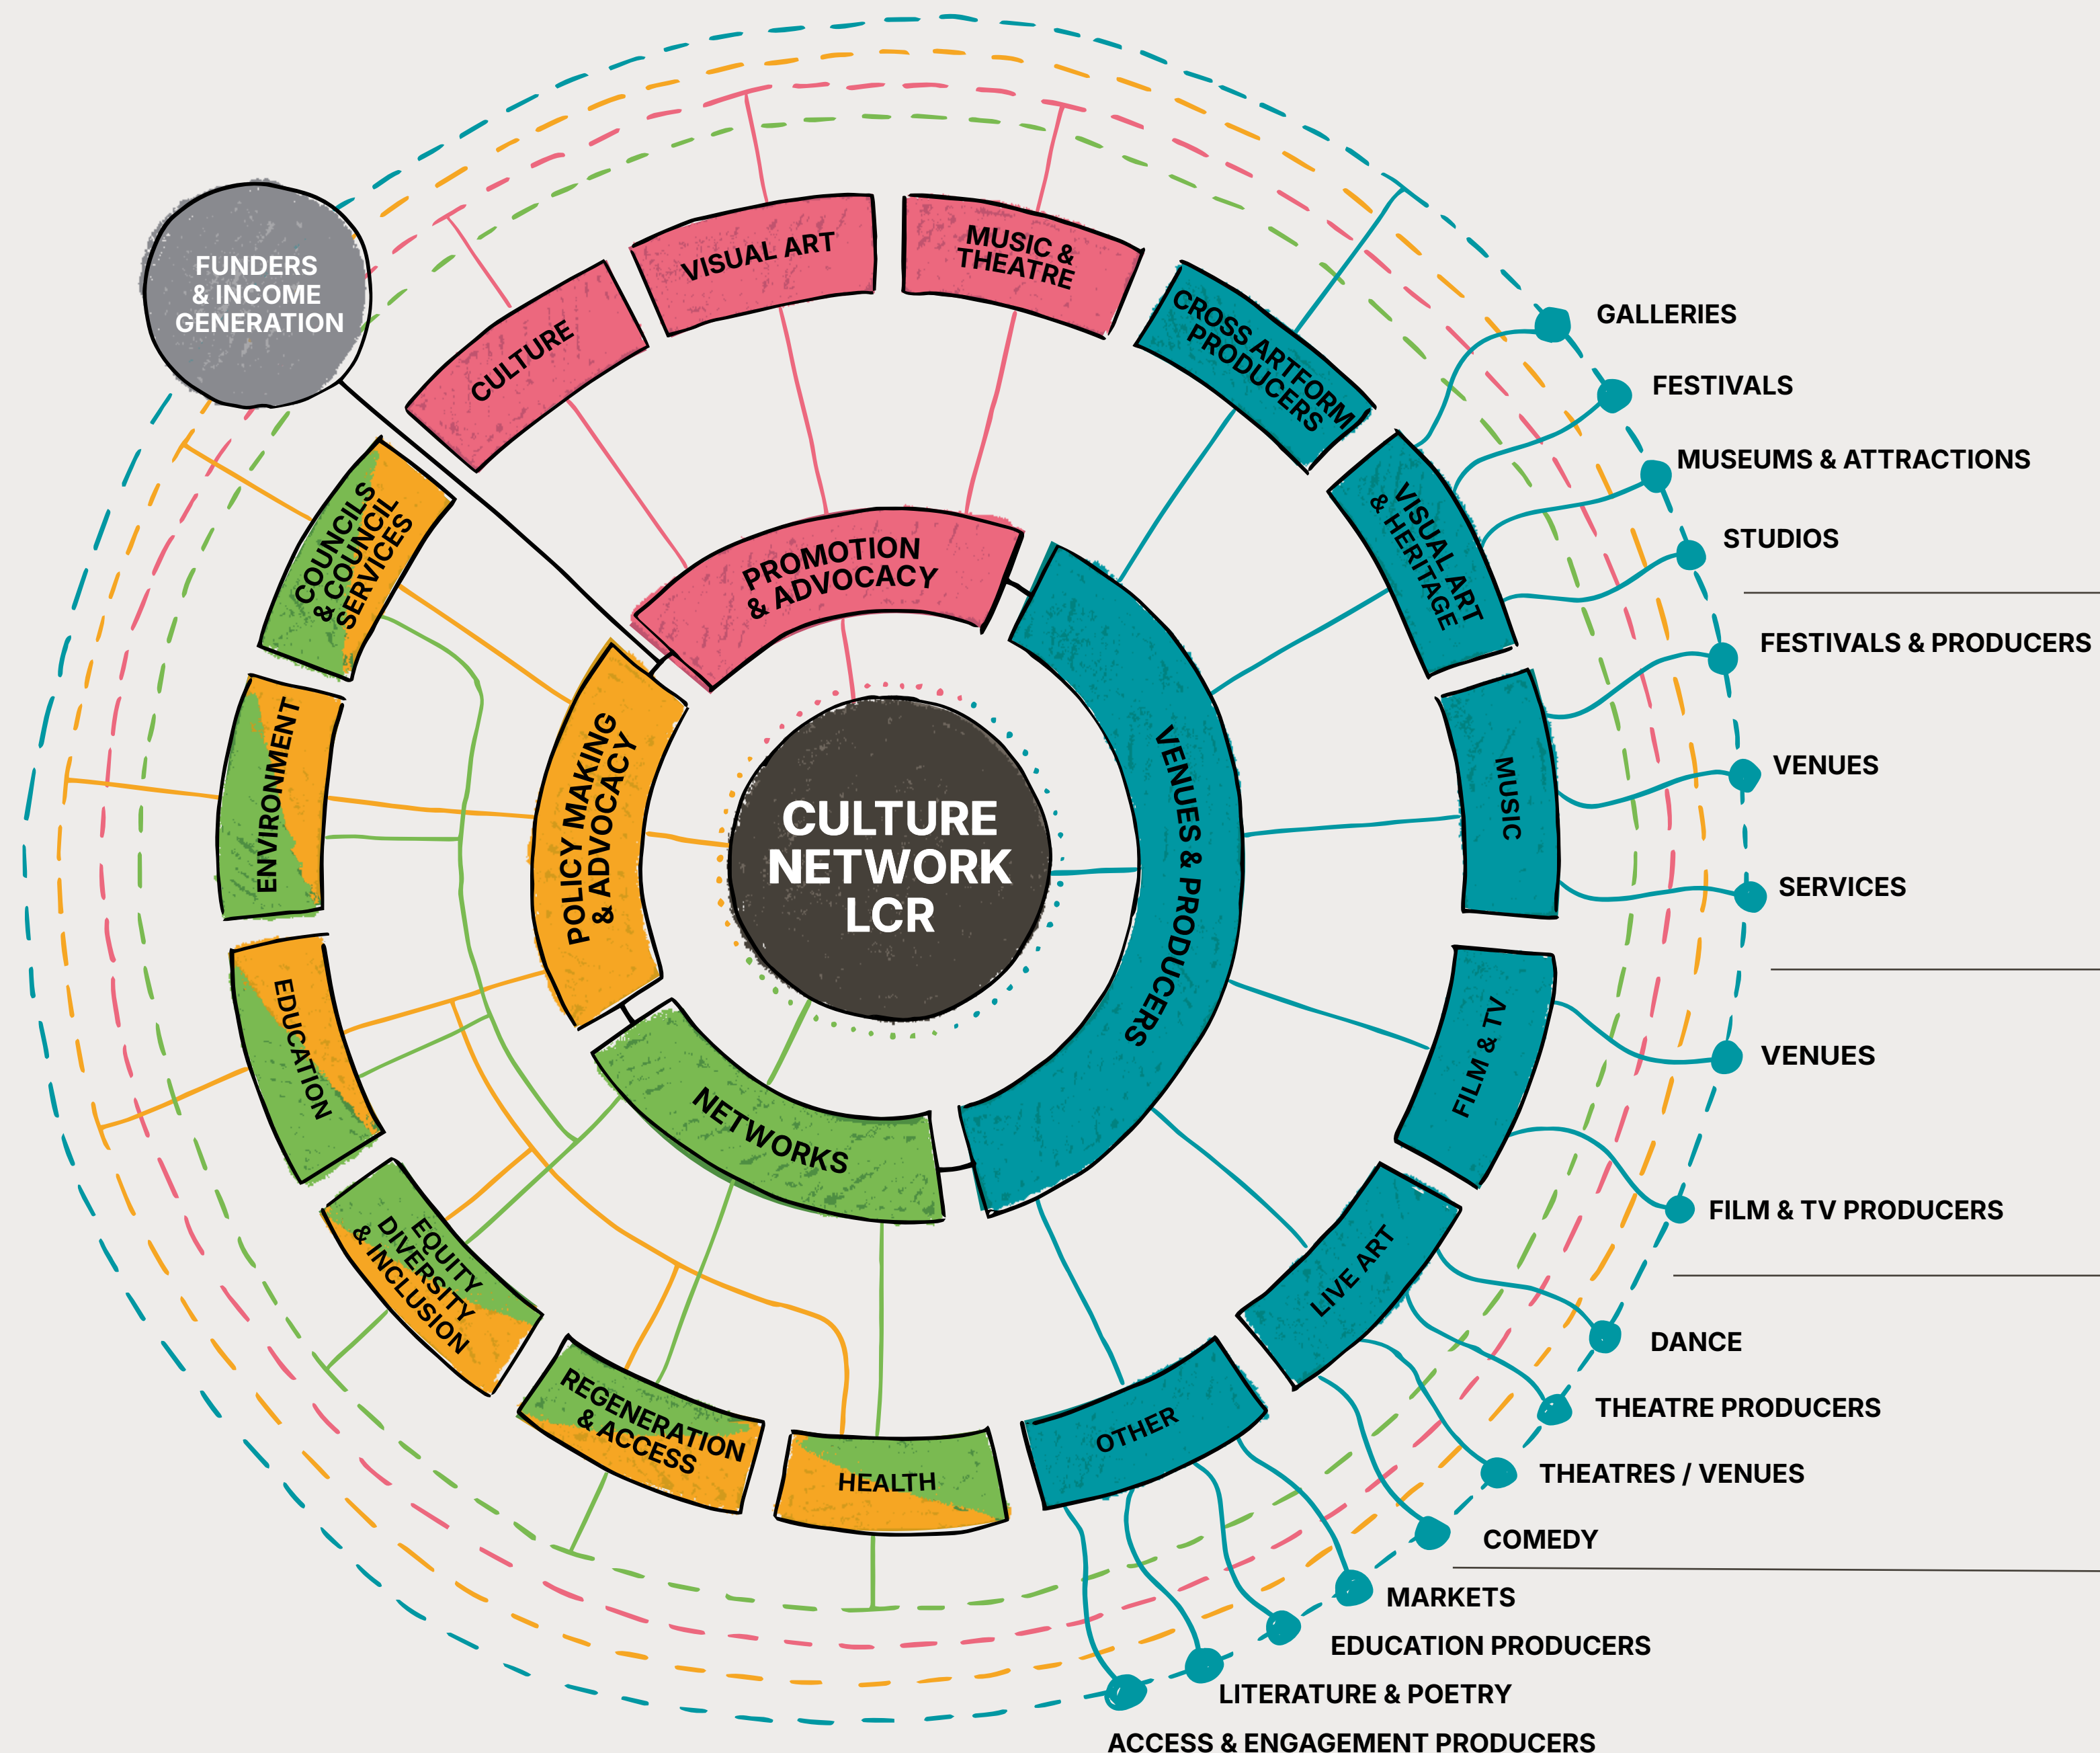 FUNDERS
& INCOME
GENERATION
CULTURE
VISUAL ART
MUSIC &
THEATRE
CROSS ARTFORM
PRODUCERS
VISUAL ART
& HERITAGE
MUSIC
FILM & TV
LIVE ART
OTHER
HEALTH
REGENERATION
& ACCESS
EQUITY
DIVERSITY
& INCLUSION
EDUCATION
ENVIRONMENT
COUNCILS
& COUNCIL
SERVICES
PROMOTION
& ADVOCACY
VENUES & PRODUCERS
NETWORKS
POLICY MAKING
& ADVOCACY
CULTURE
NETWORK
LCR
GALLERIES
FESTIVALS
MUSEUMS & ATTRACTIONS
STUDIOS
FESTIVALS & PRODUCERS
VENUES
SERVICES
VENUES
FILM & TV PRODUCERS
DANCE
THEATRE PRODUCERS
THEATRES / VENUES
COMEDY
MARKETS
EDUCATION PRODUCERS
LITERATURE & POETRY
ACCESS & ENGAGEMENT PRODUCERS